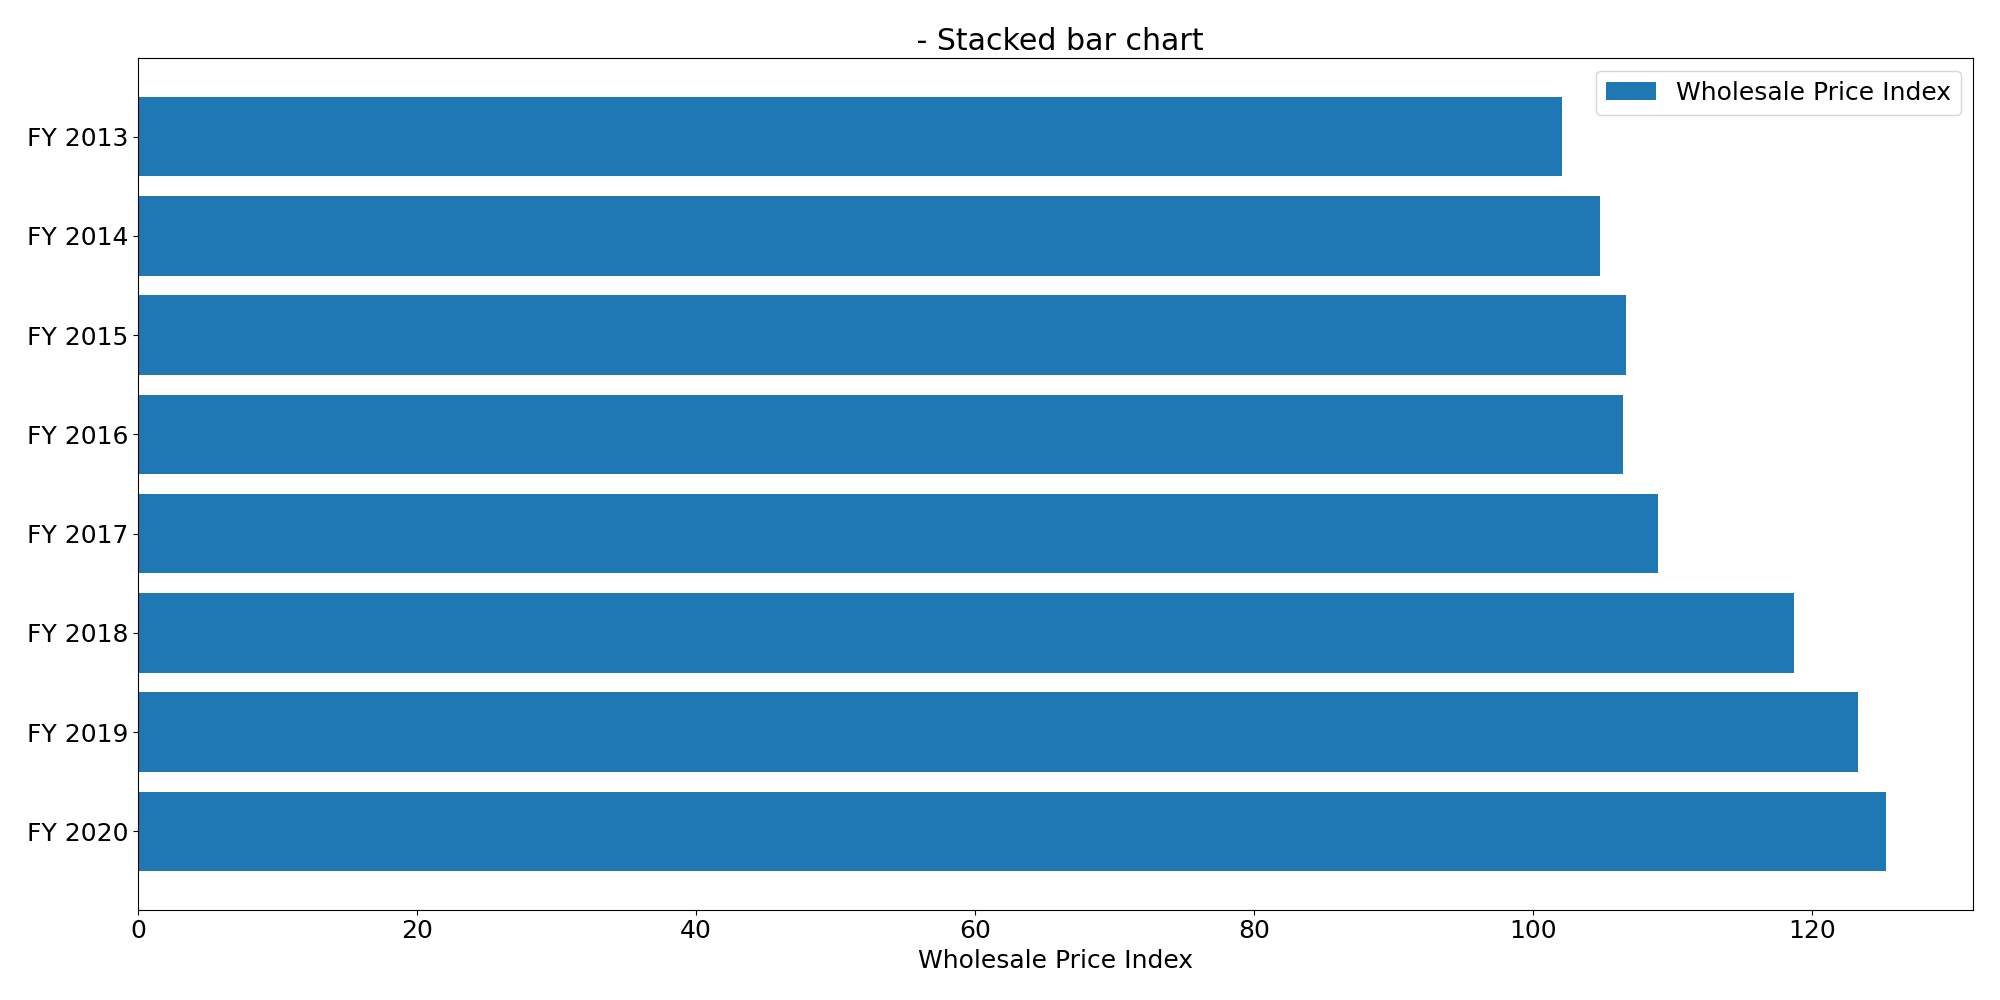 - Stacked bar chart
Wholesale Price Index
FY 2013
FY 2014
FY 2015
FY 2016
FY 2017
FY 2018
FY 2019
FY 2020
0 20 40 60 80 100 120
Wholesale Price Index